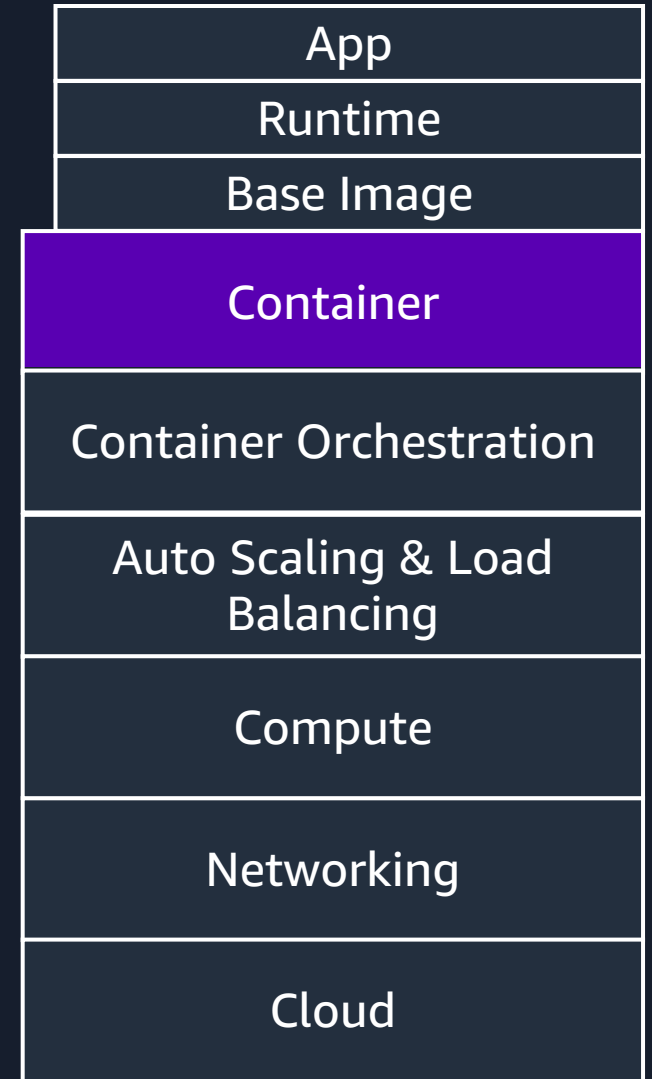 App
Runtime
Base Image
Container
Container Orchestration
Auto Scaling & Load
Balancing
Compute
Networking
Cloud